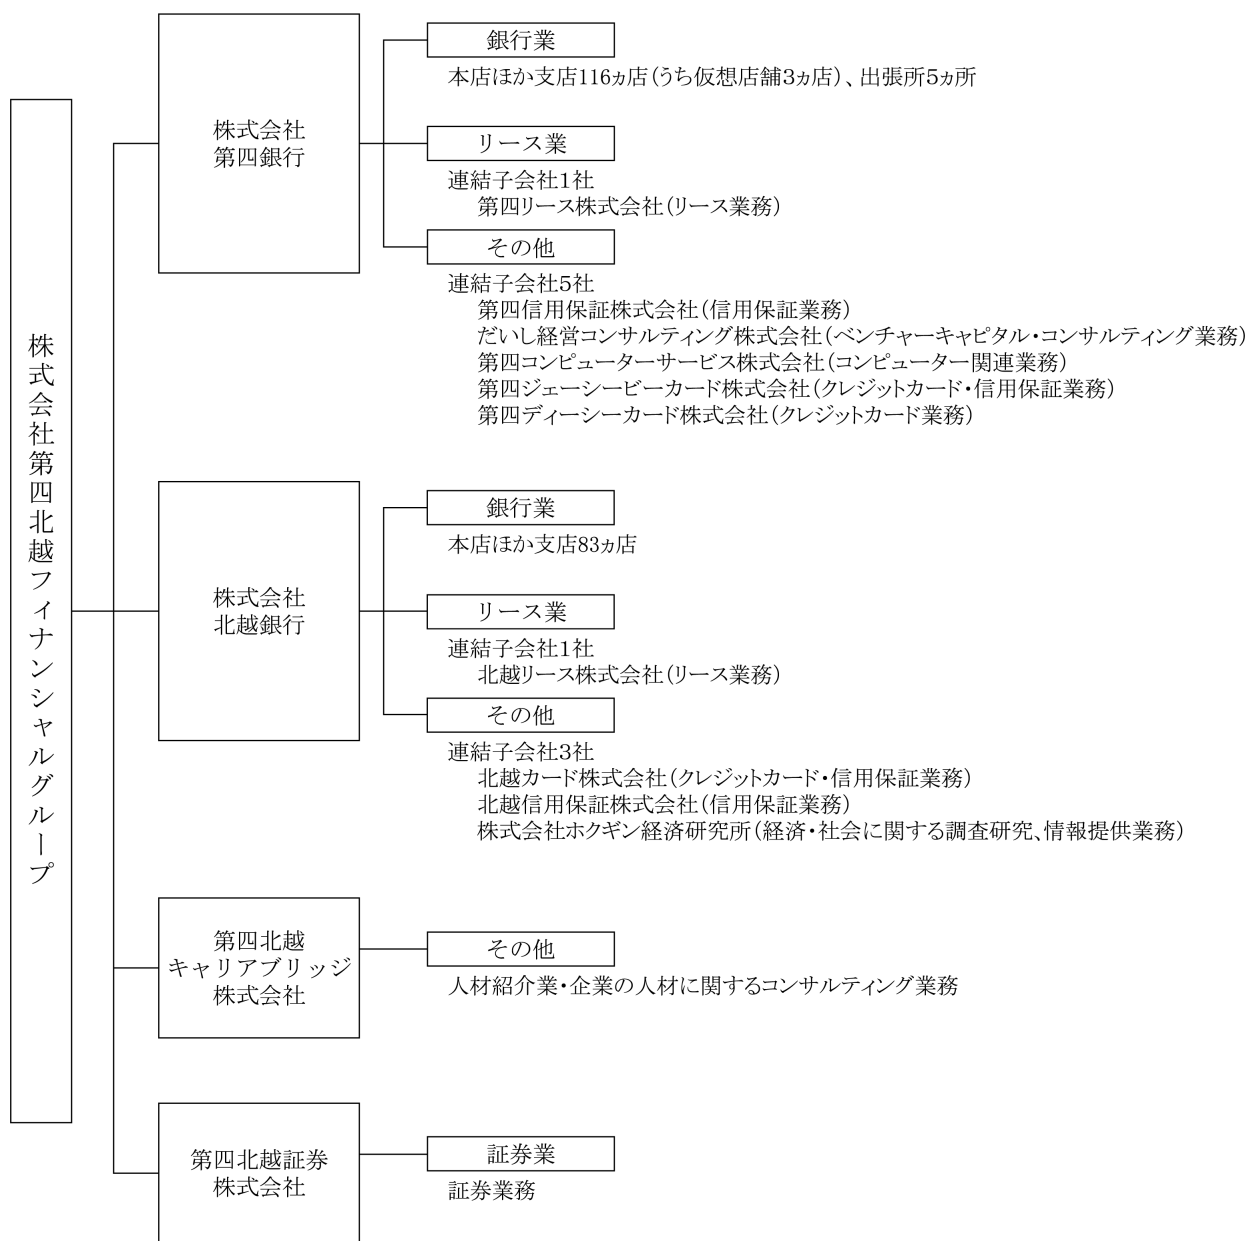 株式会社第四北越フィナンシャルグループ
株式会社
第四銀行
銀行業
本店ほか支店116ヵ店(うち仮想店舗3ヵ店)、出張所5ヵ所
リース業
連結子会社1社
第四リース株式会社(リース業務)
その他
連結子会社5社
第四信用保証株式会社(信用保証業務)
だいし経営コンサルティング株式会社(ベンチャーキャピタル・コンサルティング業務)
第四コンピューターサービス株式会社(コンピューター関連業務)
第四ジェーシービーカード株式会社(クレジットカード・信用保証業務)
第四ディーシーカード株式会社(クレジットカード業務)
株式会社
北越銀行
銀行業
本店ほか支店83ヵ店
リース業
連結子会社1社
北越リース株式会社(リース業務)
その他
連結子会社3社
北越カード株式会社(クレジットカード・信用保証業務)
北越信用保証株式会社(信用保証業務)
株式会社ホクギン経済研究所(経済・社会に関する調査研究、情報提供業務)
第四北越
キャリアブリッジ
株式会社
その他
人材紹介業・企業の人材に関するコンサルティング業務
第四北越証券
株式会社
証券業
証券業務